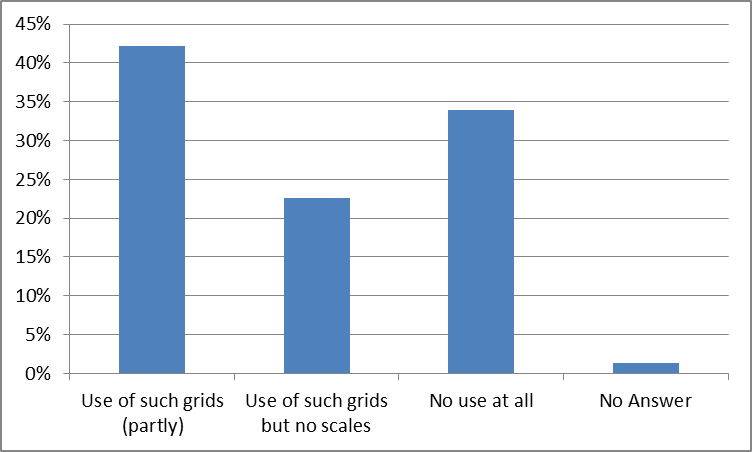 45%
40%
35%
30%
25%
20%
15%
10%
5%
0%
Use of such grids
(partly)
Use of such grids
but no scales
No use at all
No Answer